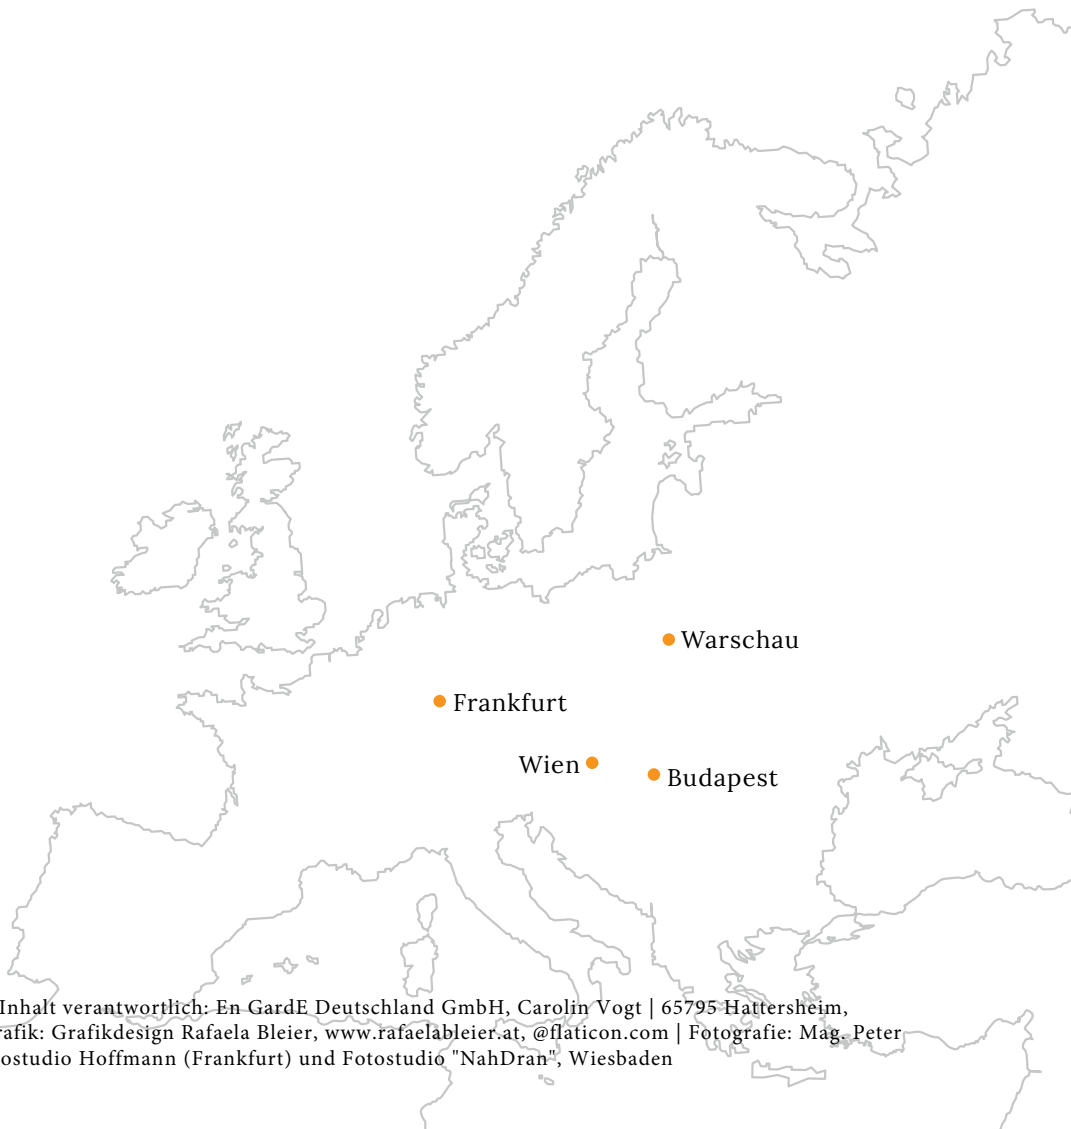 Warschau
Frankfurt
Wien
Budapest
Inhalt verantwortlich: En GardE Deutschland GmbH, Carolin Vogt | 65795 Hattersheim,
rafik: Grafikdesign Rafaela Bleier, www.rafaelableier.at, @flaticon.com | Fotografie: Mag. Peter
ostudio Hoffmann (Frankfurt) und Fotostudio "NahDran", Wiesbaden